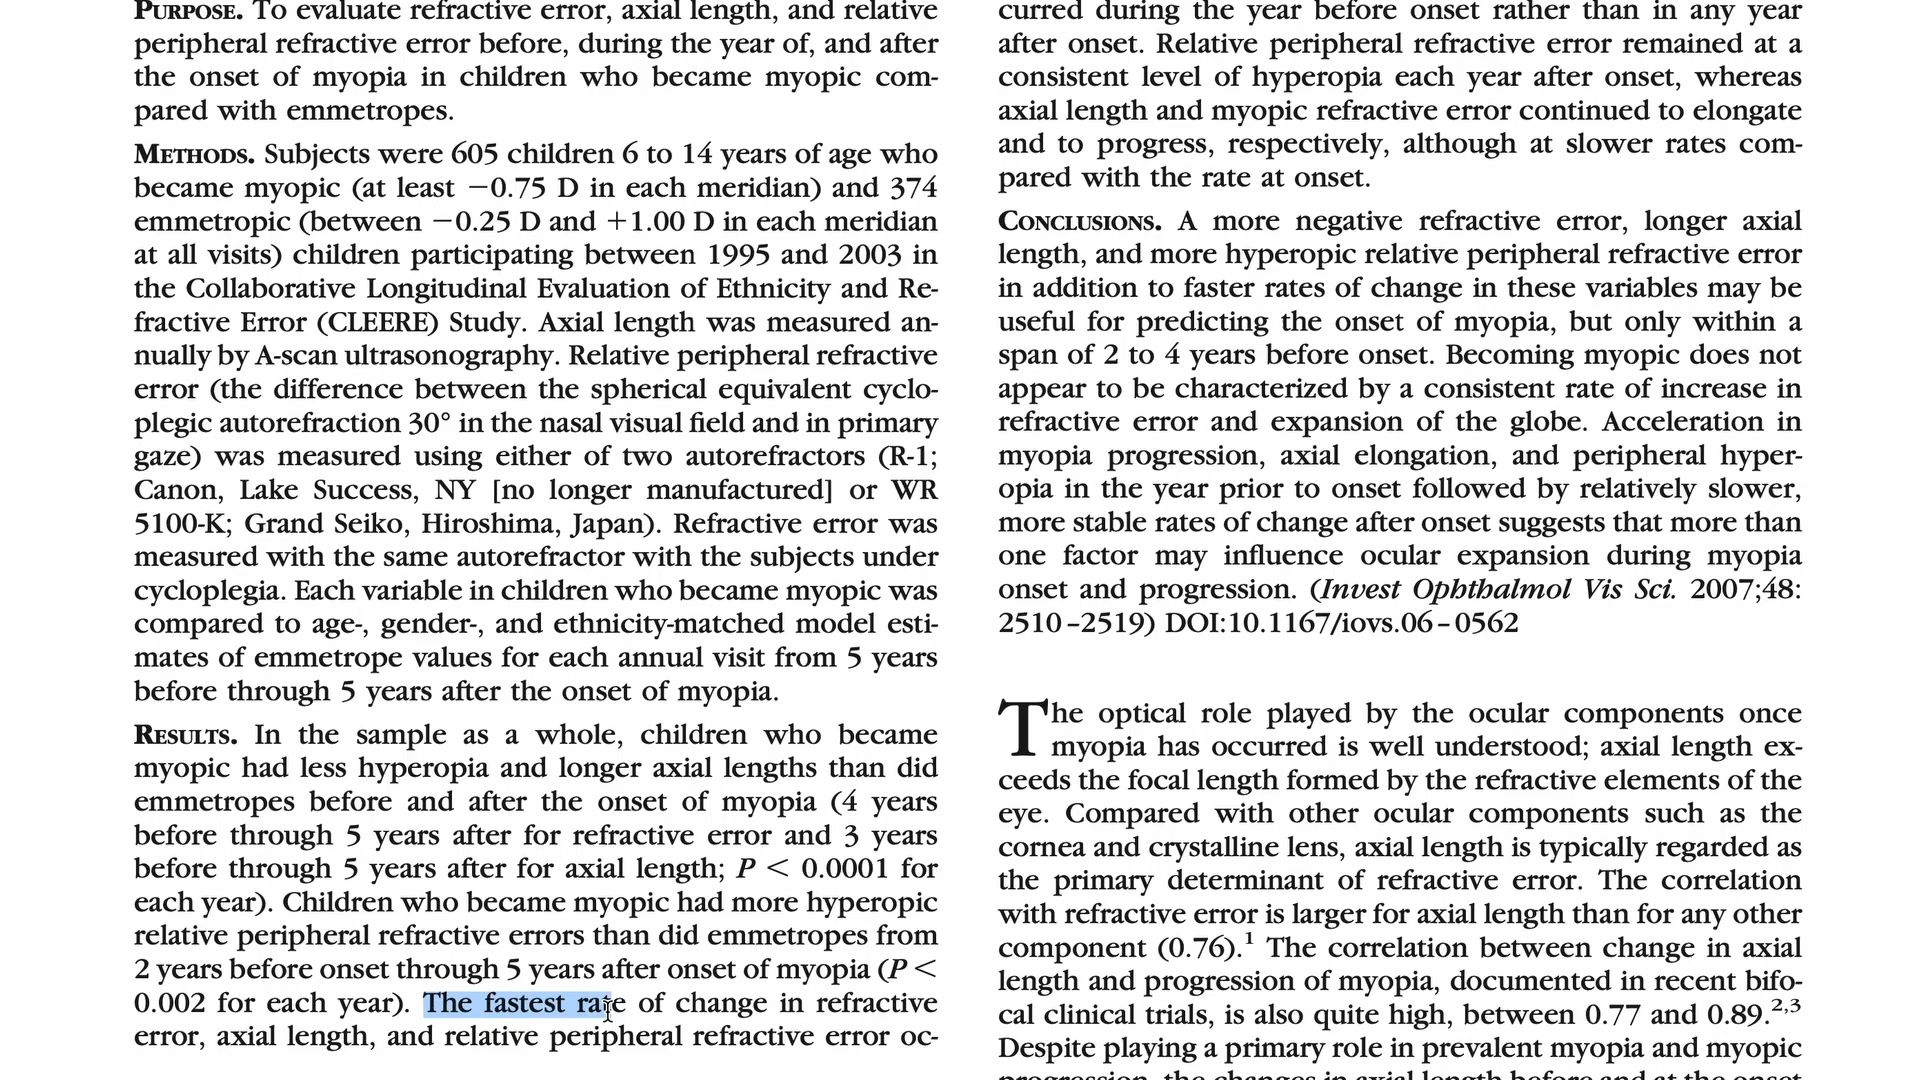 PURPOSE. To evaluate refractive error, axial length, and relative
peripheral refractive error before, during the year of, and after
the onset of myopia in children who became myopic com-
pared with emmetropes.
METHODS. Subjects were 605 children 6 to 14 years of age who
became myopic (at least −0.75 D in each meridian) and 374
emmetropic (between −0.25 D and +1.00 D in each meridian
at all visits) children participating between 1995 and 2003 in
the Collaborative Longitudinal Evaluation of Ethnicity and Re-
fractive Error (CLEERE) Study. Axial length was measured an-
nually by A-scan ultrasonography. Relative peripheral refractive
error (the difference between the spherical equivalent cyclo-
plegic autorefraction 30° in the nasal visual field and in primary
gaze) was measured using either of two autorefractors (R-1;
Canon, Lake Success, NY [no longer manufactured] or WR
5100-K; Grand Seiko, Hiroshima, Japan). Refractive error was
measured with the same autorefractor with the subjects under
cycloplegia. Each variable in children who became myopic was
compared to age-, gender-, and ethnicity-matched model esti-
mates of emmetrope values for each annual visit from 5 years
before through 5 years after the onset of myopia.
RESULTS. In the sample as a whole, children who became
myopic had less hyperopia and longer axial lengths than did
emmetropes before and after the onset of myopia (4 years
before through 5 years after for refractive error and 3 years
before through 5 years after for axial length; P < 0.0001 for
each year). Children who became myopic had more hyperopic
relative peripheral refractive errors than did emmetropes from
2 years before onset through 5 years after onset of myopia (P <
0.002 for each year). The fastest rate of change in refractive
error, axial length, and relative peripheral refractive error oc-
curred during the year before onset rather than in any year
after onset. Relative peripheral refractive error remained at a
consistent level of hyperopia each year after onset, whereas
axial length and myopic refractive error continued to elongate
and to progress, respectively, although at slower rates com-
pared with the rate at onset.
CONCLUSIONS. A more negative refractive error, longer axial
length, and more hyperopic relative peripheral refractive error
in addition to faster rates of change in these variables may be
useful for predicting the onset of myopia, but only within a
span of 2 to 4 years before onset. Becoming myopic does not
appear to be characterized by a consistent rate of increase in
refractive error and expansion of the globe. Acceleration in
myopia progression, axial elongation, and peripheral hyper-
opia in the year prior to onset followed by relatively slower,
more stable rates of change after onset suggests that more than
one factor may influence ocular expansion during myopia
onset and progression. (Invest Ophthalmol Vis Sci. 2007;48:
2510–2519) DOI:10.1167/iovs.06–0562
The optical role played by the ocular components once
myopia has occurred is well understood; axial length ex-
ceeds the focal length formed by the refractive elements of the
eye. Compared with other ocular components such as the
cornea and crystalline lens, axial length is typically regarded as
the primary determinant of refractive error. The correlation
with refractive error is larger for axial length than for any other
component (0.76).1 The correlation between change in axial
length and progression of myopia, documented in recent bifo-
cal clinical trials, is also quite high, between 0.77 and 0.89.2,3
Despite playing a primary role in prevalent myopia and myopic
progression, the changes in axial length before and at the onset